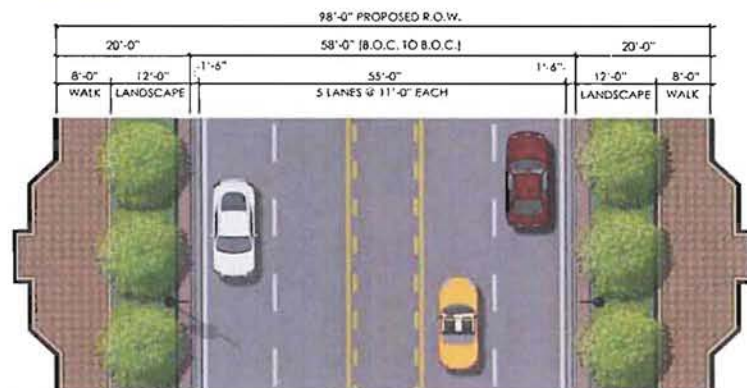 98'-0" PROPOSED R.O.W.
20'-0" 58'-0" (B.O.C. TO B.O.C.) 20'-0"
8'-0" 12'-0" 1'-6" 55'-0" 1'-6" 12'-0" 8'-0"
WALK LANDSCAPE 5 LANES @ 11'-0" EACH LANDSCAPE WALK